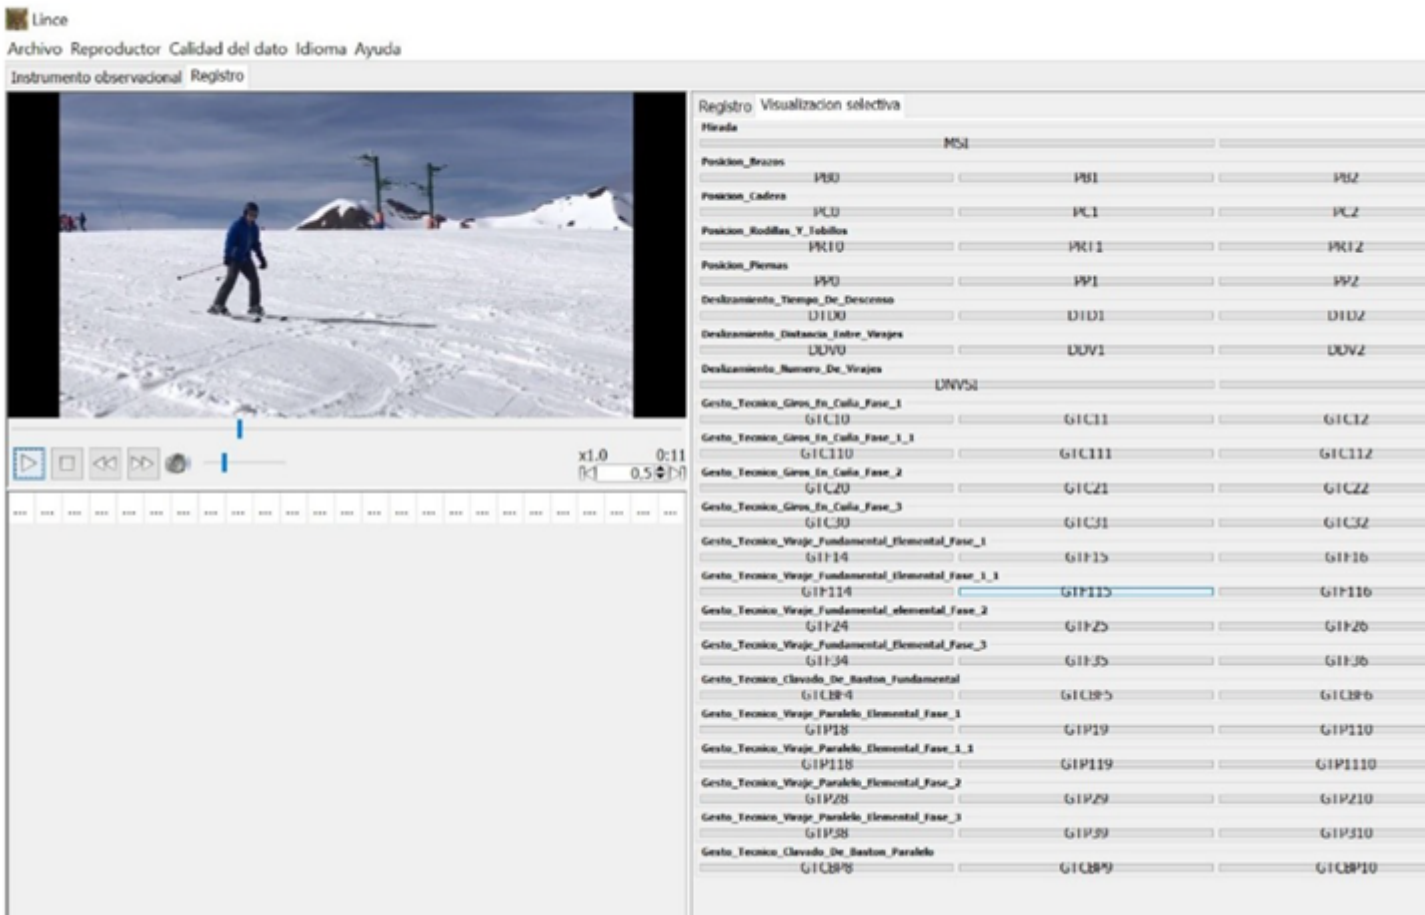 Lince
Archivo Reproductor Calidad del dato Idioma Ayuda
Instrumento observacional Registro
Registro Visualizacion selectiva
Mirada
MSI
Posicion_Brazos
PB0 PB1 PB2
Posicion_Cadera
PC0 PC1 PC2
Posicion_Rodillas_Y_Tobillos
PRT0 PRT1 PRT2
Posicion_Piernas
PP0 PP1 PP2
Deslizamiento_Tiempo_De_Descenso
DTD0 DTD1 DTD2
Deslizamiento_Distancia_Entre_Virajes
DDV0 DDV1 DDV2
Deslizamiento_Numero_De_Virajes
DNVSI
Gesto_Tecnico_Giros_En_Cuña_Fase_1
GTC10 GTC11 GTC12
Gesto_Tecnico_Giros_En_Cuña_Fase_1_1
GTC110 GTC111 GTC112
Gesto_Tecnico_Giros_En_Cuña_Fase_2
GTC20 GTC21 GTC22
Gesto_Tecnico_Giros_En_Cuña_Fase_3
GTC30 GTC31 GTC32
Gesto_Tecnico_Viraje_Fundamental_Elemental_Fase_1
GTF14 GTF15 GTF16
Gesto_Tecnico_Viraje_Fundamental_Elemental_Fase_1_1
GTF114 GTF115 GTF116
Gesto_Tecnico_Viraje_Fundamental_elemental_Fase_2
GTF24 GTF25 GTF26
Gesto_Tecnico_Viraje_Fundamental_Elemental_Fase_3
GTF34 GTF35 GTF36
Gesto_Tecnico_Clavado_De_Baston_Fundamental
GTCBF4 GTCBF5 GTCBF6
Gesto_Tecnico_Viraje_Paralelo_Elemental_Fase_1
GTP18 GTP19 GTP110
Gesto_Tecnico_Viraje_Paralelo_Elemental_Fase_1_1
GTP118 GTP119 GTP1110
Gesto_Tecnico_Viraje_Paralelo_Elemental_Fase_2
GTP28 GTP29 GTP210
Gesto_Tecnico_Viraje_Paralelo_Elemental_Fase_3
GTP38 GTP39 GTP310
Gesto_Tecnico_Clavado_De_Baston_Paralelo
GTCBP8 GTCBP9 GTCBP10
x1.0 0:11
0,5
... ... ... ... ... ... ... ... ... ... ... ... ... ... ... ... ... ... ... ... ... ... ... ... ...